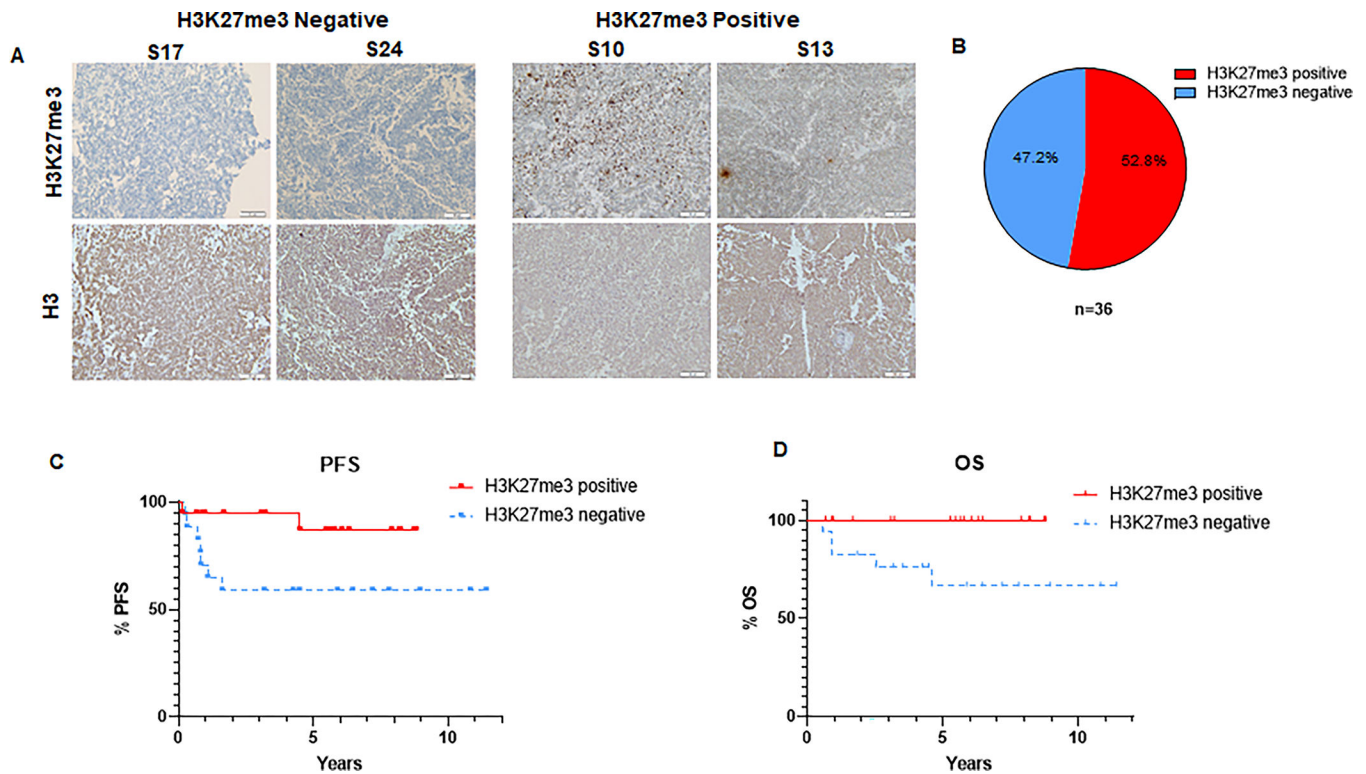 H3K27me3 Negative
H3K27me3 Positive
A
S17
S24
S10
S13
H3K27me3
H3
B
H3K27me3 positive
H3K27me3 negative
47.2%
52.8%
n=36
C
PFS
H3K27me3 positive
H3K27me3 negative
100
50
0
% PFS
0
5
10
Years
D
OS
H3K27me3 positive
H3K27me3 negative
100
50
0
% OS
0
5
10
Years